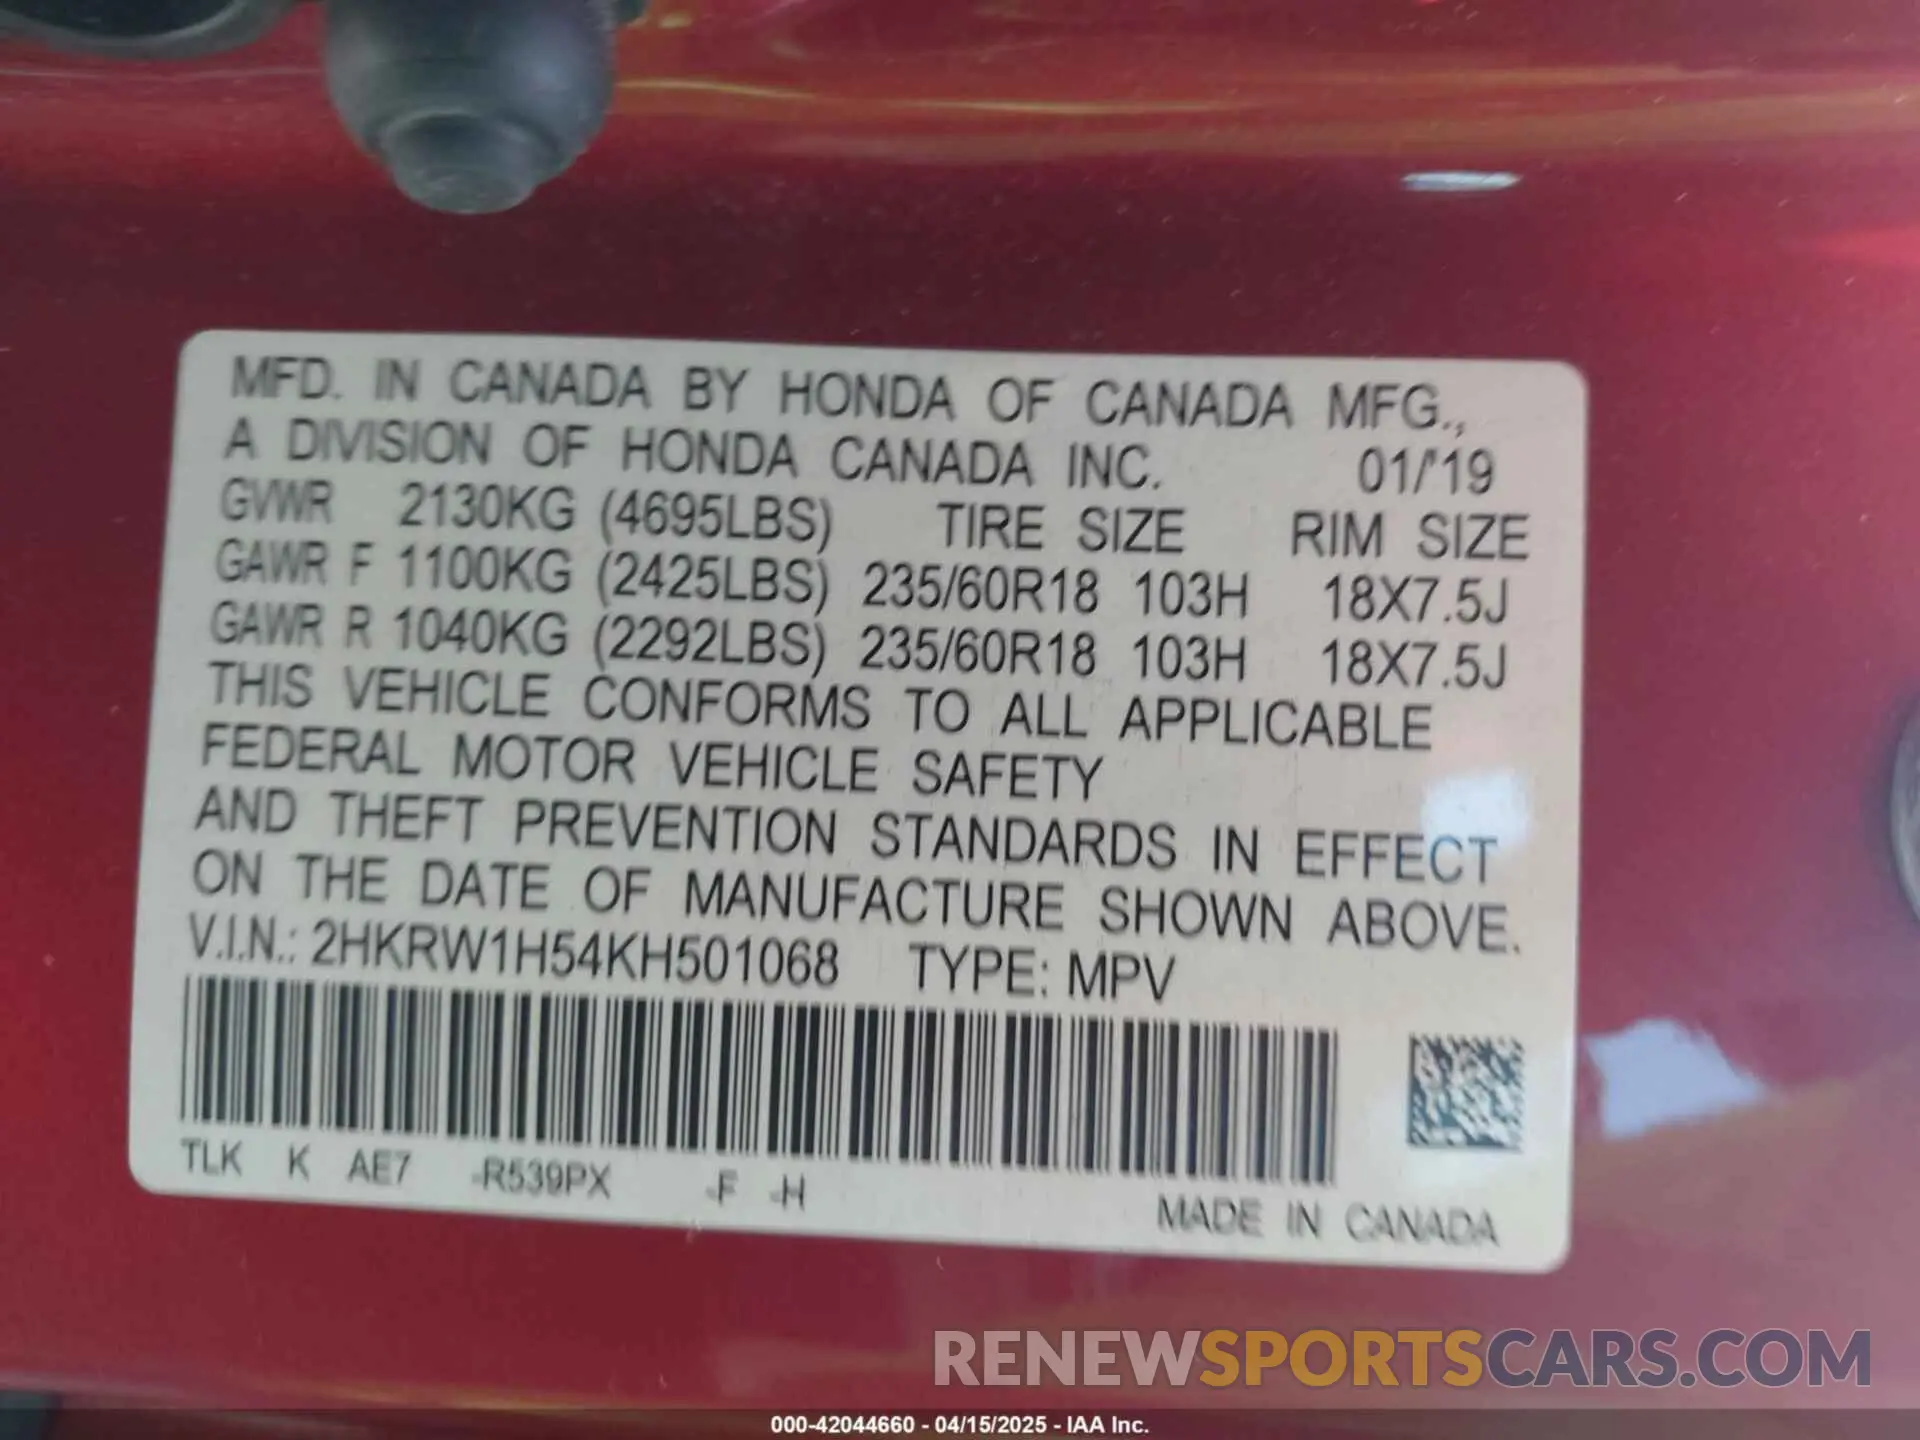 MFD. IN CANADA BY HONDA OF CANADA MFG.,
A DIVISION OF HONDA CANADA INC. 01/'19
GVWR 2130KG (4695LBS) TIRE SIZE RIM SIZE
GAWR F 1100KG (2425LBS) 235/60R18 103H 18X7.5J
GAWR R 1040KG (2292LBS) 235/60R18 103H 18X7.5J
THIS VEHICLE CONFORMS TO ALL APPLICABLE
FEDERAL MOTOR VEHICLE SAFETY
AND THEFT PREVENTION STANDARDS IN EFFECT
ON THE DATE OF MANUFACTURE SHOWN ABOVE.
V.I.N.: 2HKRW1H54KH501068 TYPE: MPV
TLK K AE7 -R539PX -F -H
MADE IN CANADA
RENEWSPORTSCARS.COM
000-42044660 - 04/15/2025 - IAA Inc.